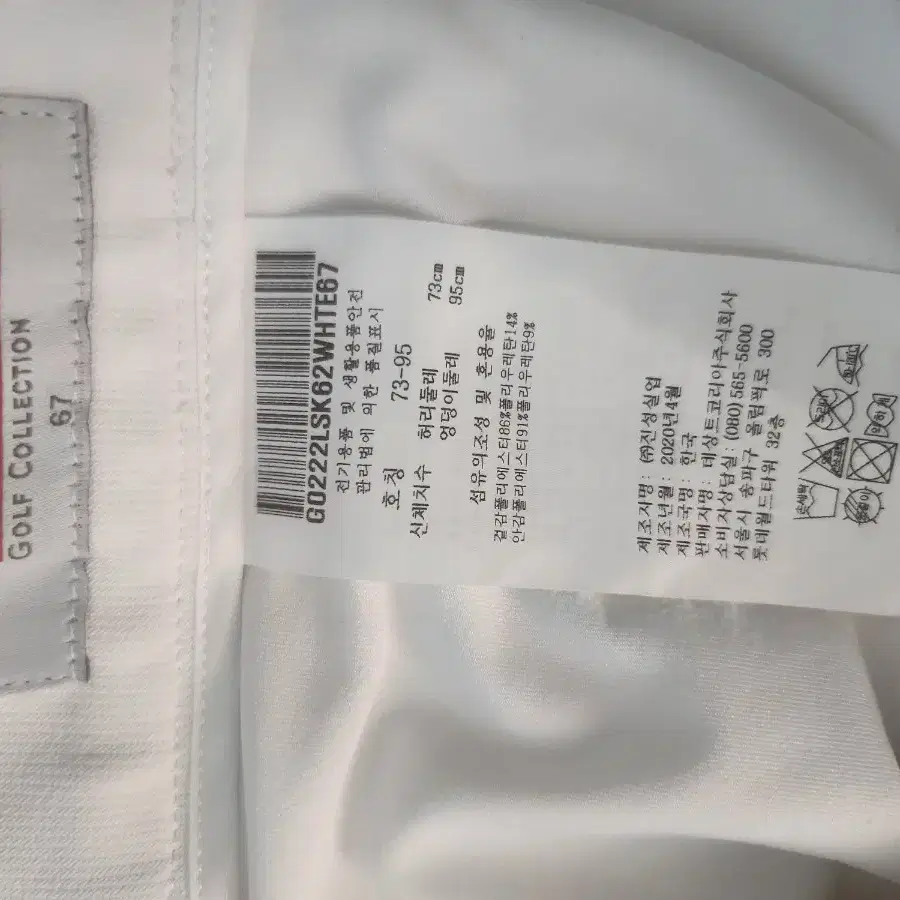 GOLF COLLECTION
67
G0222LSK62WHTE67
전기용품 및 생활용품안전
관리법에 의한 품질표시
호칭 73-95
신체치수 허리둘레 73cm
엉덩이둘레 95cm
섬유의조성 및 혼용율
겉감폴리에스터86%폴리우레탄14%
안감폴리에스터91%폴리우레탄9%
제조자명: ㈜진성실업
제조년월: 2020년4월
제조국명: 한국
판매자명: 데상트코리아주식회사
소비자상담실: (080)565-5600
서울시 송파구 올림픽로 300
롯데월드타워 32층
손세탁